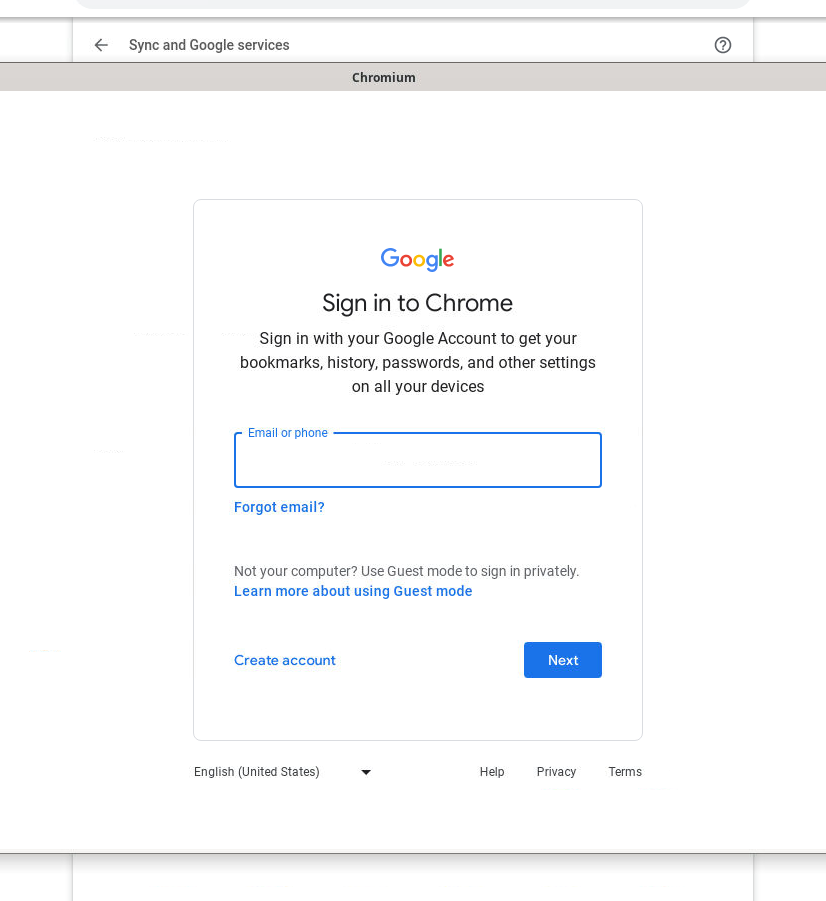 Sync and Google services
Chromium
Google
Sign in to Chrome
Sign in with your Google Account to get your
bookmarks, history, passwords, and other settings
on all your devices
Email or phone
Forgot email?
Not your computer? Use Guest mode to sign in privately.
Learn more about using Guest mode
Create account
Next
English (United States)
Help
Privacy
Terms